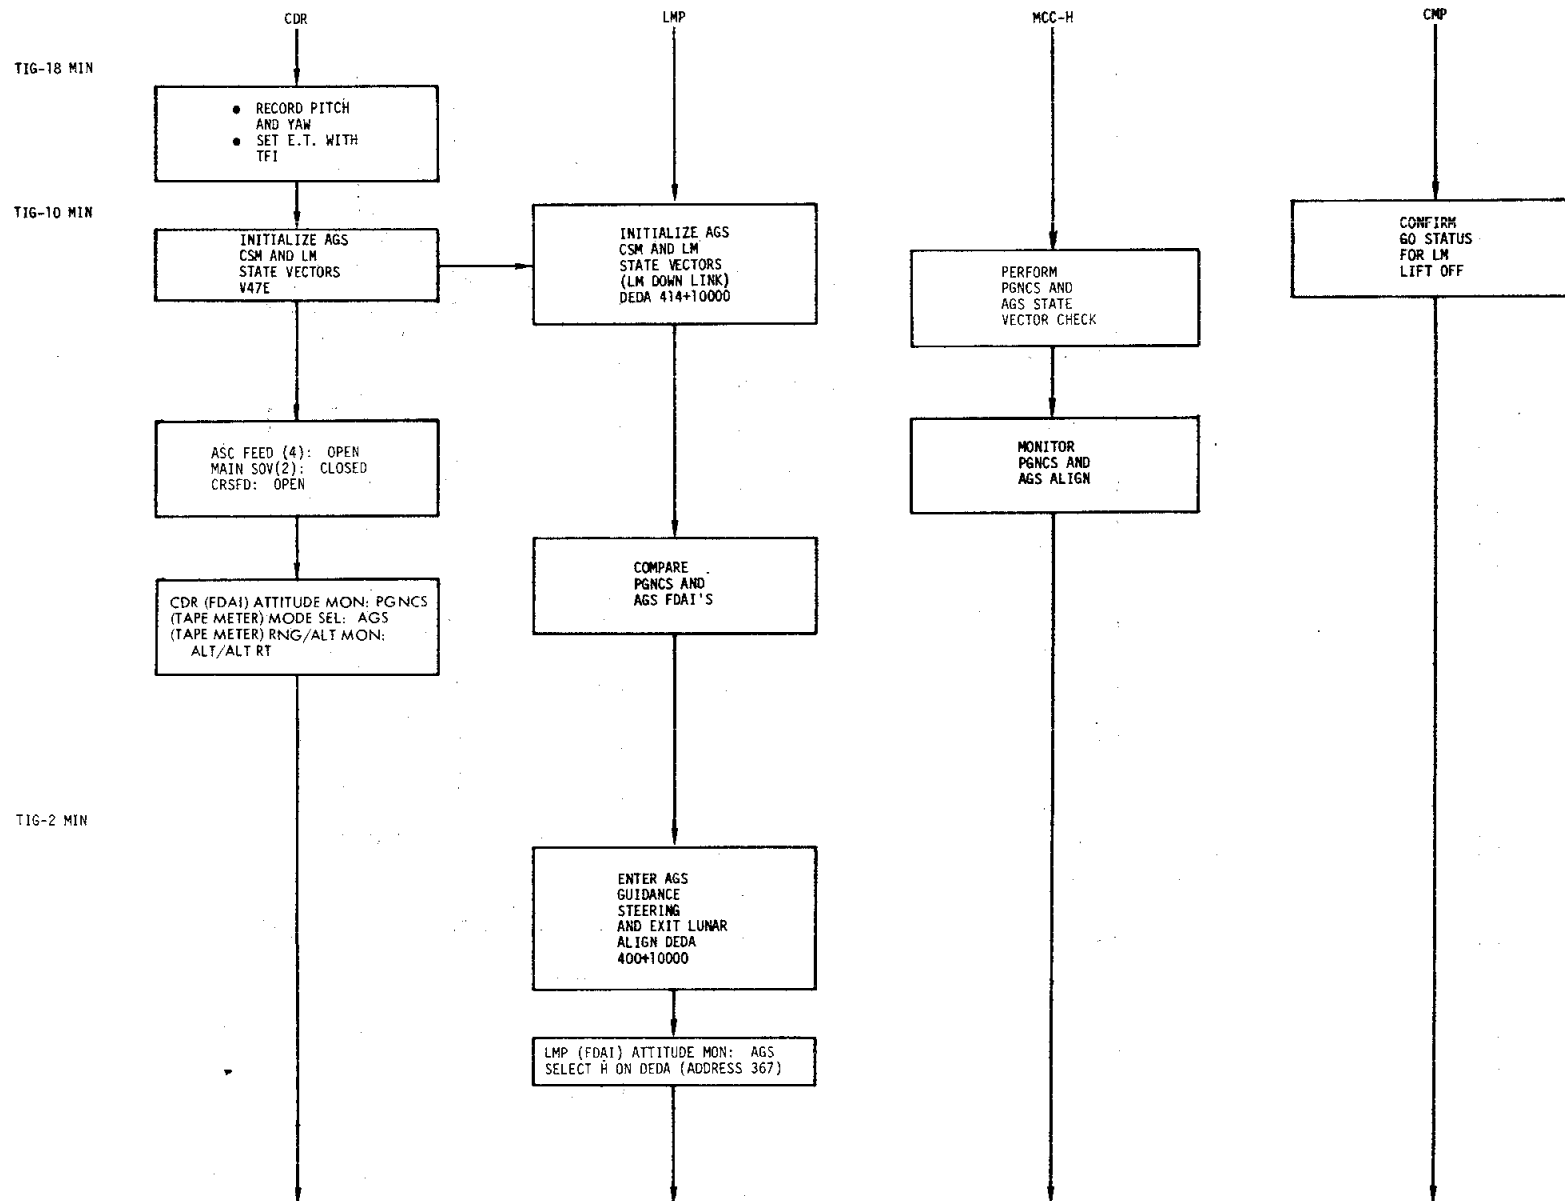 CDR
LMP
MCC-H
CMP
TIG-18 MIN
● RECORD PITCH
AND YAW
● SET E.T. WITH
TFI
TIG-10 MIN
INITIALIZE AGS
CSM AND LM
STATE VECTORS
V47E
INITIALIZE AGS
CSM AND LM
STATE VECTORS
(LM DOWN LINK)
DEDA 414+10000
PERFORM
PGNCS AND
AGS STATE
VECTOR CHECK
CONFIRM
GO STATUS
FOR LM
LIFT OFF
ASC FEED (4): OPEN
MAIN SOV(2): CLOSED
CRSFD: OPEN
MONITOR
PGNCS AND
AGS ALIGN
CDR (FDAI) ATTITUDE MON: PGNCS
(TAPE METER) MODE SEL: AGS
(TAPE METER) RNG/ALT MON:
ALT/ALT RT
COMPARE
PGNCS AND
AGS FDAI'S
TIG-2 MIN
ENTER AGS
GUIDANCE
STEERING
AND EXIT LUNAR
ALIGN DEDA
400+10000
LMP (FDAI) ATTITUDE MON: AGS
SELECT Ḣ ON DEDA (ADDRESS 367)